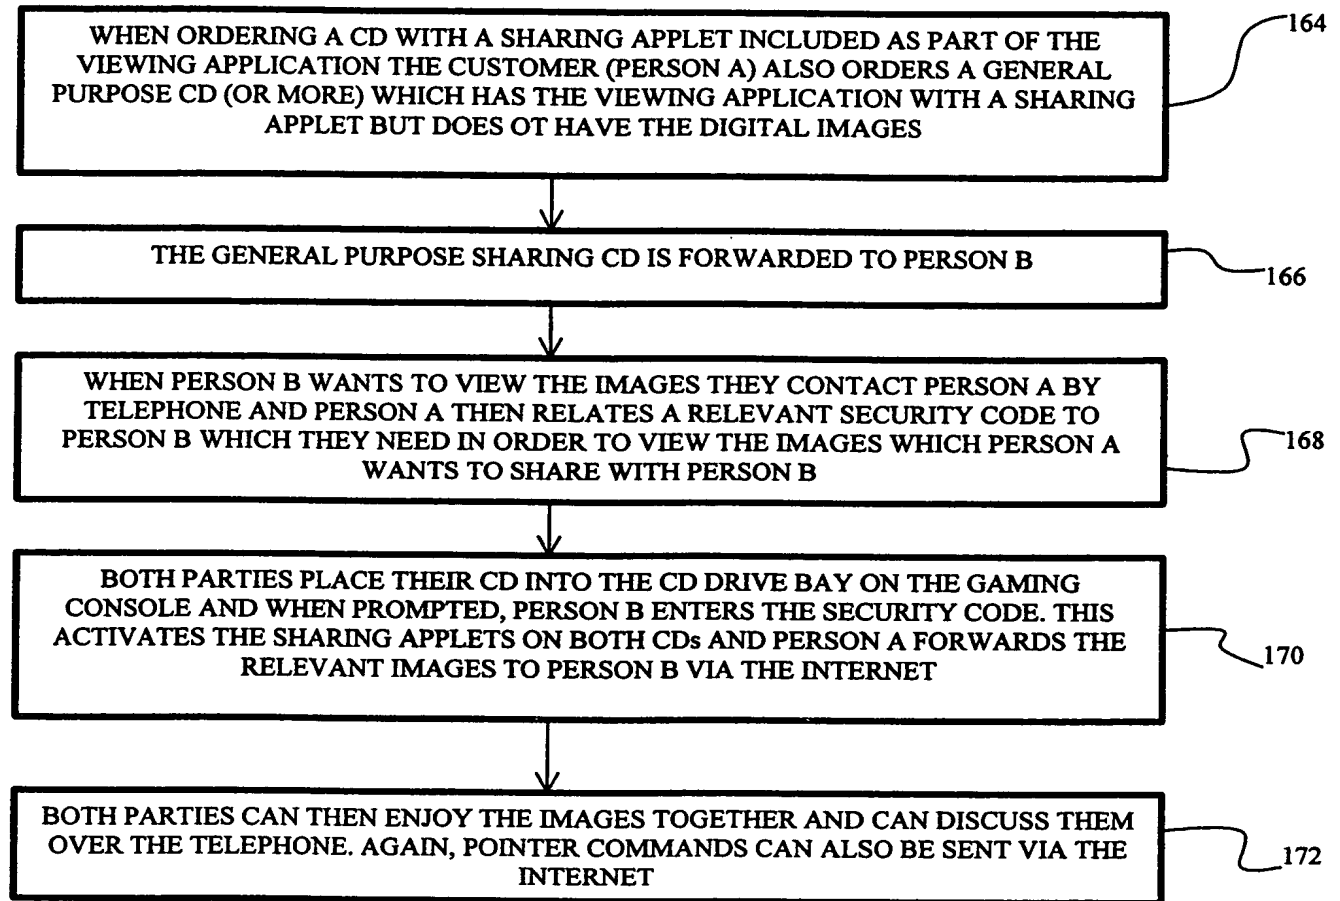 WHEN ORDERING A CD WITH A SHARING APPLET INCLUDED AS PART OF THE
VIEWING APPLICATION THE CUSTOMER (PERSON A) ALSO ORDERS A GENERAL
PURPOSE CD (OR MORE) WHICH HAS THE VIEWING APPLICATION WITH A SHARING
APPLET BUT DOES OT HAVE THE DIGITAL IMAGES
164
THE GENERAL PURPOSE SHARING CD IS FORWARDED TO PERSON B
166
WHEN PERSON B WANTS TO VIEW THE IMAGES THEY CONTACT PERSON A BY
TELEPHONE AND PERSON A THEN RELATES A RELEVANT SECURITY CODE TO
PERSON B WHICH THEY NEED IN ORDER TO VIEW THE IMAGES WHICH PERSON A
WANTS TO SHARE WITH PERSON B
168
BOTH PARTIES PLACE THEIR CD INTO THE CD DRIVE BAY ON THE GAMING
CONSOLE AND WHEN PROMPTED, PERSON B ENTERS THE SECURITY CODE. THIS
ACTIVATES THE SHARING APPLETS ON BOTH CDs AND PERSON A FORWARDS THE
RELEVANT IMAGES TO PERSON B VIA THE INTERNET
170
BOTH PARTIES CAN THEN ENJOY THE IMAGES TOGETHER AND CAN DISCUSS THEM
OVER THE TELEPHONE. AGAIN, POINTER COMMANDS CAN ALSO BE SENT VIA THE
INTERNET
172